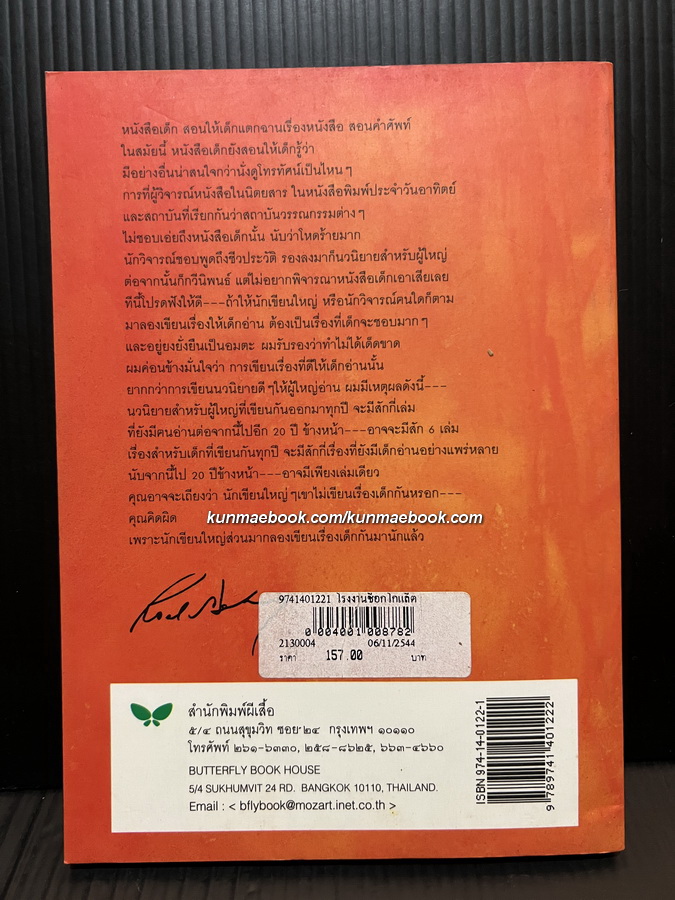 หนังสือเด็ก สอนให้เด็กแตกฉานเรื่องหนังสือ สอนคำศัพท์
ในสมัยนี้ หนังสือเด็กยังสอนให้เด็กรู้ว่า
มีอย่างอื่นน่าสนใจกว่านั่งดูโทรทัศน์เป็นไหนๆ
การที่ผู้วิจารณ์หนังสือในนิตยสาร ในหนังสือพิมพ์ประจำวันอาทิตย์
และสถาบันที่เรียกกันว่าสถาบันวรรณกรรมต่างๆ
ไม่ชอบเอ่ยถึงหนังสือเด็กนั้น นับว่าโหดร้ายมาก
นักวิจารณ์ชอบพูดถึงชีวประวัติ รองลงมาก็นวนิยายสำหรับผู้ใหญ่
ต่อจากนั้นก็กวีนิพนธ์ แต่ไม่อยากพิจารณาหนังสือเด็กเอาเสียเลย
ทีนี้โปรดฟังให้ดี---ถ้าให้นักเขียนใหญ่ หรือนักวิจารณ์คนใดก็ตาม
มาลองเขียนเรื่องให้เด็กอ่าน ต้องเป็นเรื่องที่เด็กจะชอบมากๆ
และอยู่ยงยั่งยืนเป็นอมตะ ผมรับรองว่าทำไม่ได้เด็ดขาด
ผมค่อนข้างมั่นใจว่า การเขียนเรื่องที่ดีให้เด็กอ่านนั้น
ยากกว่าการเขียนนวนิยายดีๆให้ผู้ใหญ่อ่าน ผมมีเหตุผลดังนี้---
นวนิยายสำหรับผู้ใหญ่ที่เขียนกันออกมาทุกปี จะมีสักกี่เล่ม
ที่ยังมีคนอ่านต่อจากนี้ไปอีก 20 ปี ข้างหน้า---อาจจะมีสัก 6 เล่ม
เรื่องสำหรับเด็กที่เขียนกันทุกปี จะมีสักกี่เรื่องที่ยังมีเด็กอ่านอย่างแพร่หลาย
นับจากนี้ไป 20 ปีข้างหน้า---อาจมีเพียงเล่มเดียว
คุณอาจจะเถียงว่า นักเขียนใหญ่ๆเขาไม่เขียนเรื่องเด็กกันหรอก---
คุณคิดผิด
kunmaebook.com/kunmaebook.com
เพราะนักเขียนใหญ่ส่วนมากลองเขียนเรื่องเด็กกันมานักแล้ว
9741401221 โรงงานช็อกโกแล็ต
0 004001 008782
2130004 06/11/2544
ราคา 157.00 บาท
สำนักพิมพ์ผีเสื้อ
๕/๔ ถนนสุขุมวิท ซอย ๒๔ กรุงเทพฯ ๑๐๑๑๐
โทรศัพท์ ๒๖๑-๖๓๓๐, ๒๕๘-๘๖๒๕, ๖๖๓-๔๖๖๐
BUTTERFLY BOOK HOUSE
5/4 SUKHUMVIT 24 RD. BANGKOK 10110, THAILAND.
Email : < bflybook@mozart.inet.co.th >
ISBN 974-14-0122-1
9 789741 401222